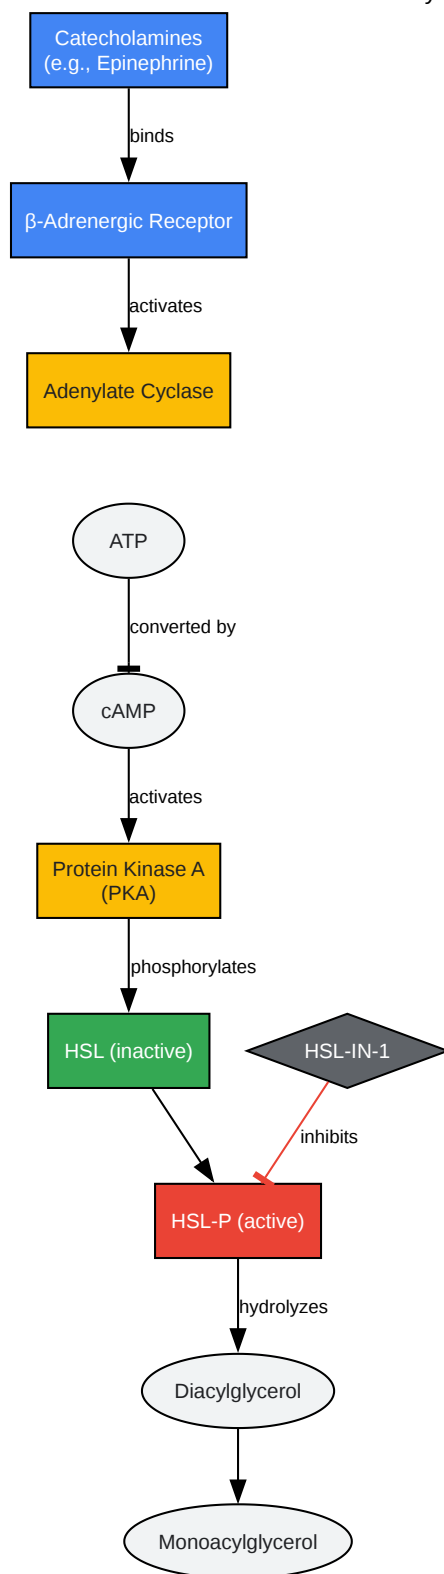 Catecholamines
(e.g., Epinephrine)
binds
β-Adrenergic Receptor
activates
Adenylate Cyclase
ATP
converted by
cAMP
activates
Protein Kinase A
(PKA)
phosphorylates
HSL (inactive)
HSL-IN-1
inhibits
HSL-P (active)
hydrolyzes
Diacylglycerol
Monoacylglycerol